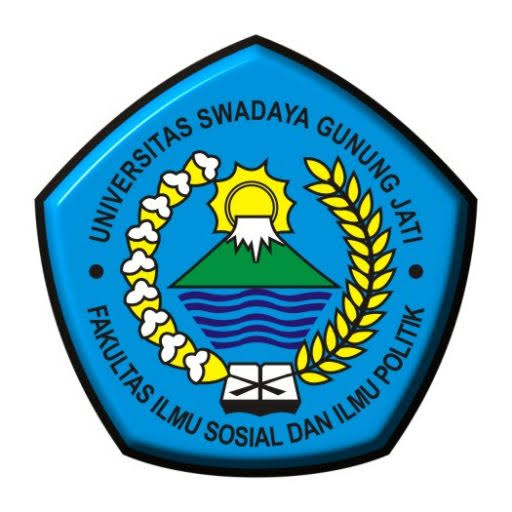 UNIVERSITAS SWADAYA GUNUNG JATI
FAKULTAS ILMU SOSIAL DAN ILMU POLITIK